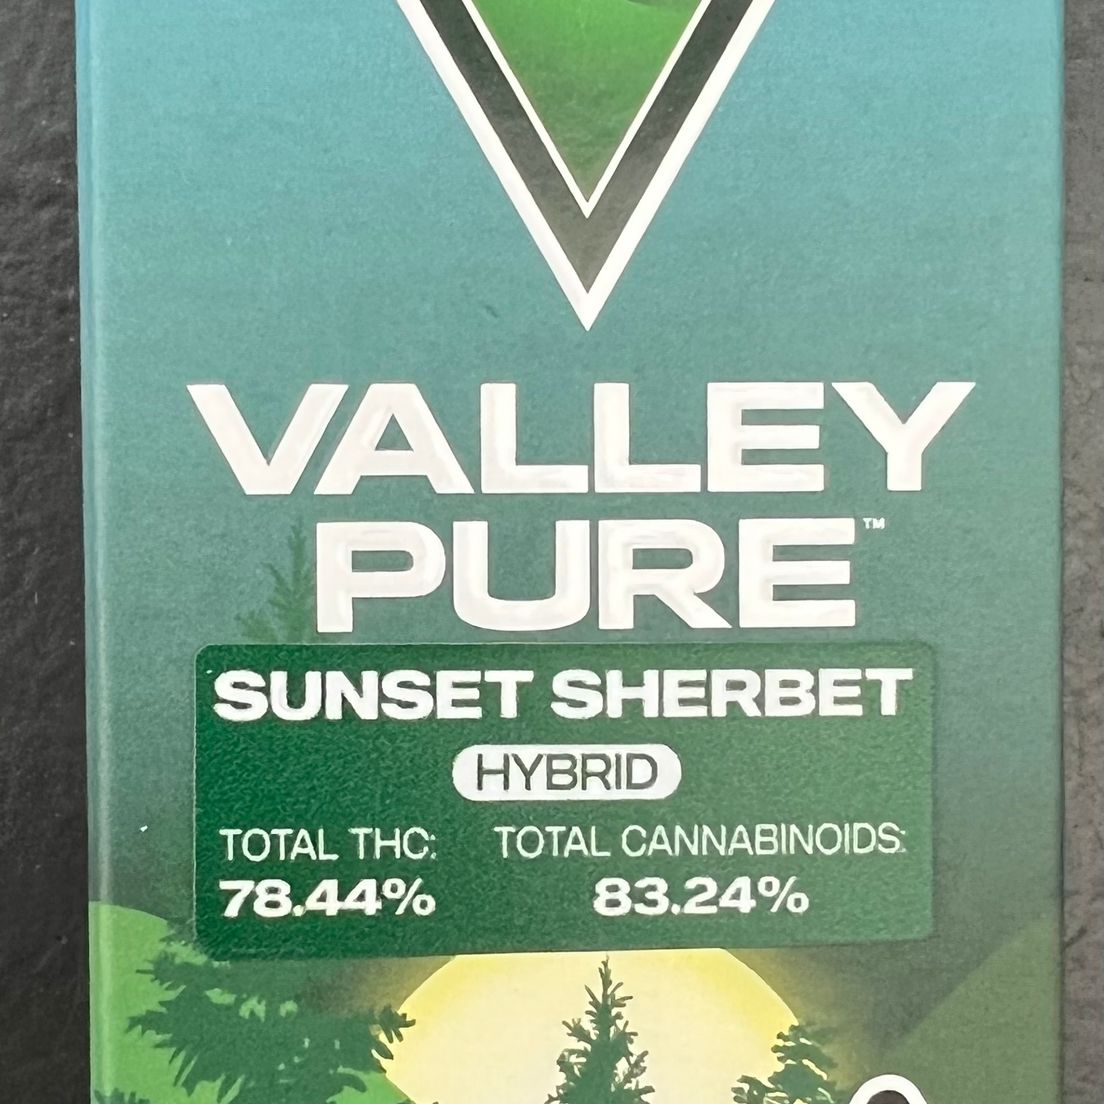 VALLEY
PURE™
SUNSET SHERBET
HYBRID
TOTAL THC: TOTAL CANNABINOIDS:
78.44% 83.24%